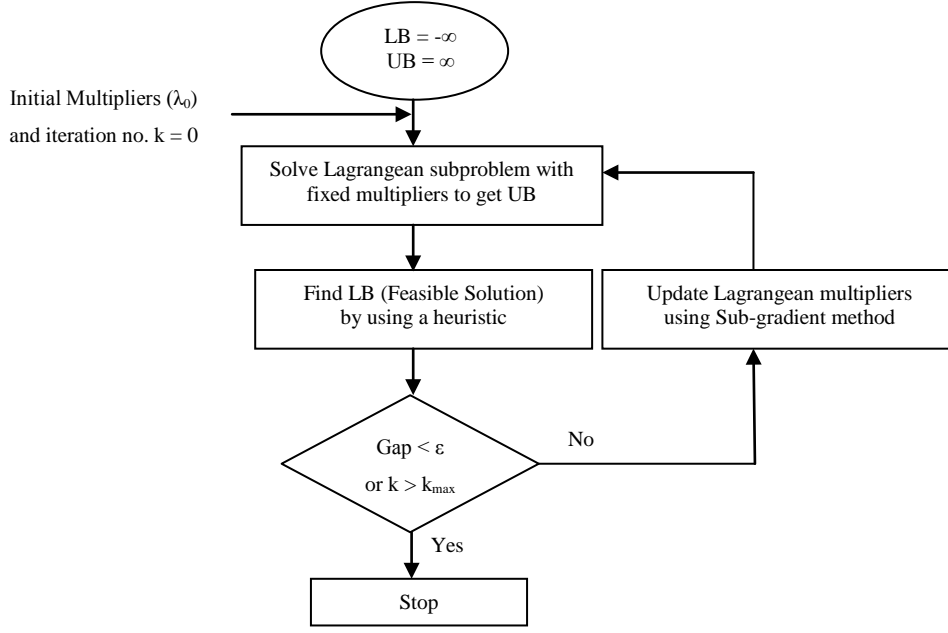 LB = -∞
UB = ∞
Initial Multipliers (λ₀)
and iteration no. k = 0
Solve Lagrangean subproblem with
fixed multipliers to get UB
Find LB (Feasible Solution)
by using a heuristic
Update Lagrangean multipliers
using Sub-gradient method
Gap < ε
or k > kmax
No
Yes
Stop